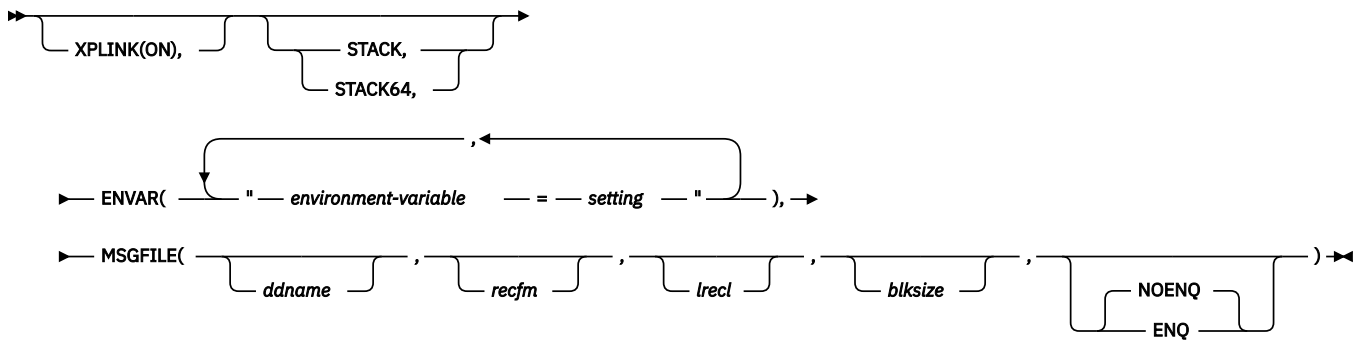 XPLINK(ON), STACK,
STACK64,
,
ENVAR( " environment-variable = setting " ),
MSGFILE( , , , , )
ddname recfm lrecl blksize NOENQ
ENQ